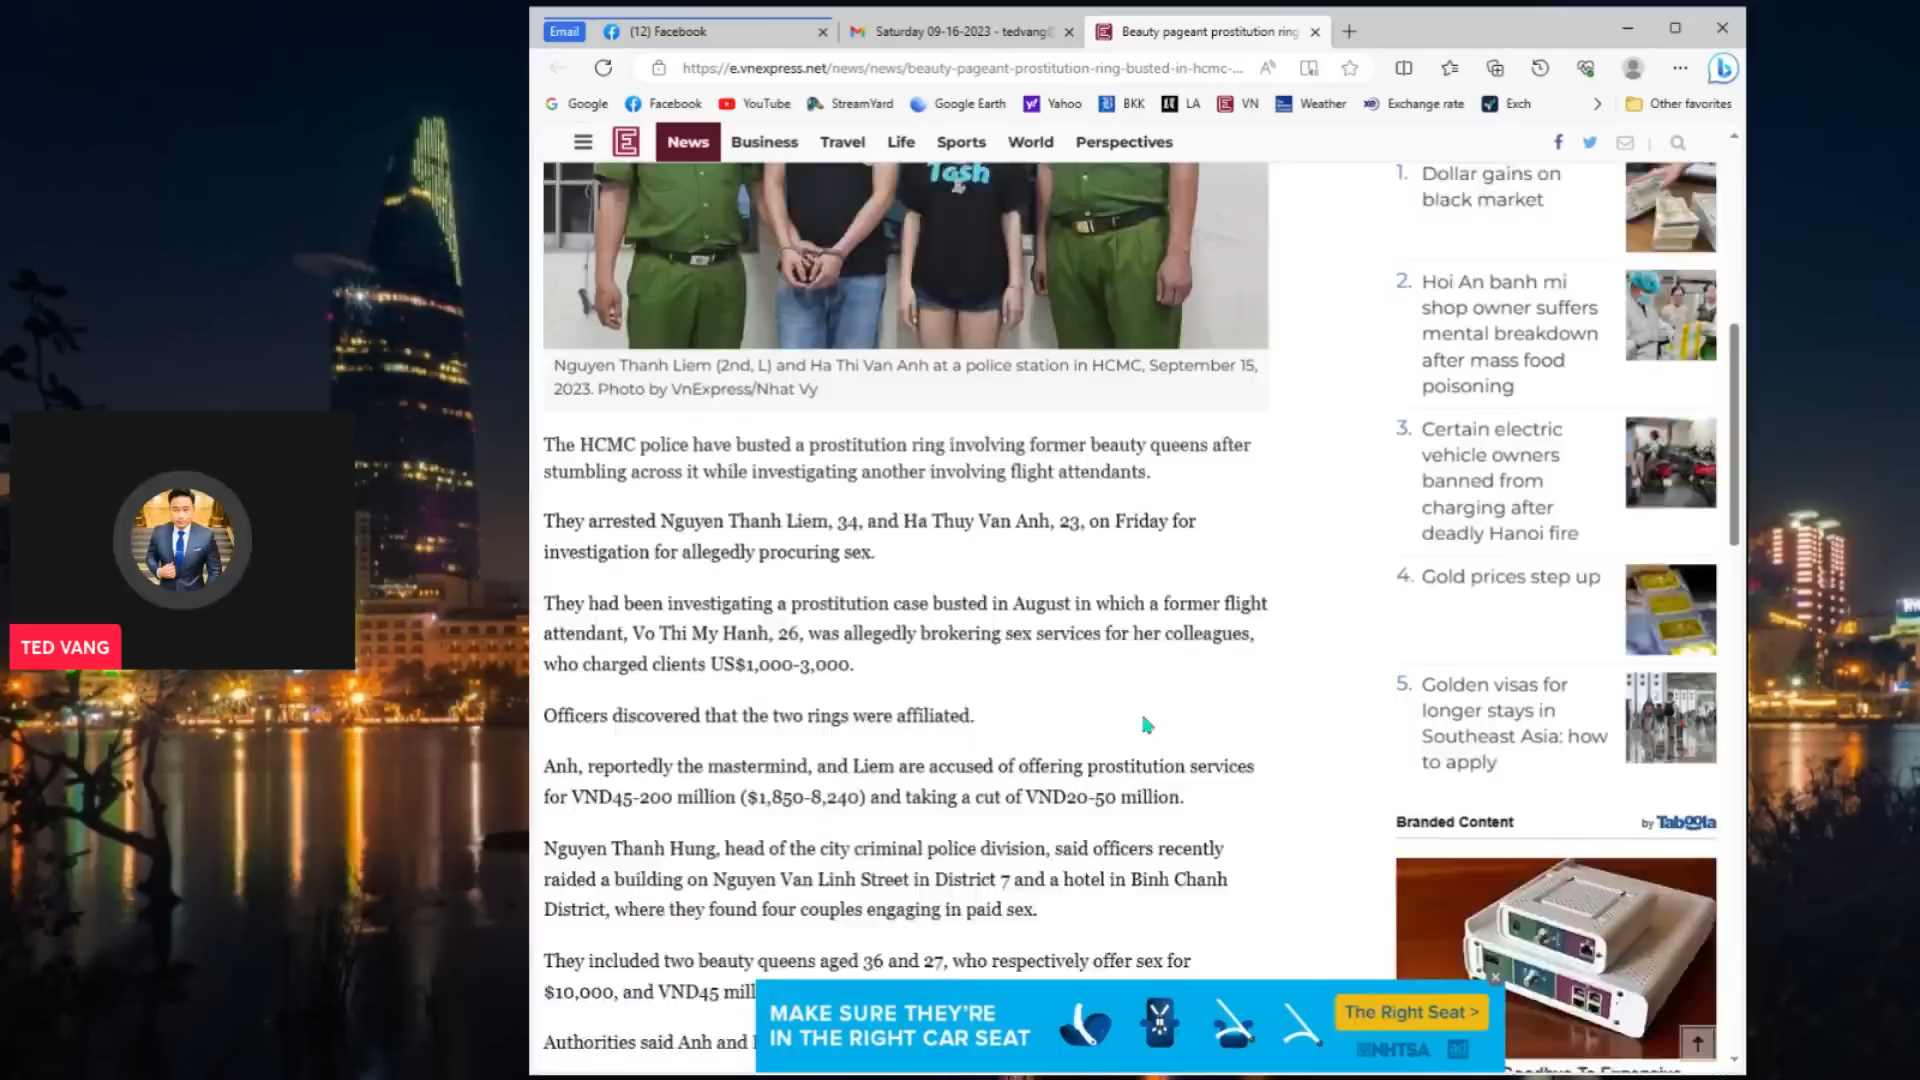 Email
(12) Facebook
Saturday 09-16-2023 - tedvang
Beauty pageant prostitution ring
https://e.vnexpress.net/news/news/beauty-pageant-prostitution-ring-busted-in-hcmc-...
Google
Facebook
YouTube
StreamYard
Google Earth
Yahoo
BKK
LA
VN
Weather
Exchange rate
Exch
Other favorites
E
News
Business
Travel
Life
Sports
World
Perspectives
Tash
&
Nguyen Thanh Liem (2nd, L) and Ha Thi Van Anh at a police station in HCMC, September 15,
2023. Photo by VnExpress/Nhat Vy
The HCMC police have busted a prostitution ring involving former beauty queens after
stumbling across it while investigating another involving flight attendants.
They arrested Nguyen Thanh Liem, 34, and Ha Thuy Van Anh, 23, on Friday for
investigation for allegedly procuring sex.
They had been investigating a prostitution case busted in August in which a former flight
attendant, Vo Thi My Hanh, 26, was allegedly brokering sex services for her colleagues,
who charged clients US$1,000-3,000.
Officers discovered that the two rings were affiliated.
Anh, reportedly the mastermind, and Liem are accused of offering prostitution services
for VND45-200 million ($1,850-8,240) and taking a cut of VND20-50 million.
Nguyen Thanh Hung, head of the city criminal police division, said officers recently
raided a building on Nguyen Van Linh Street in District 7 and a hotel in Binh Chanh
District, where they found four couples engaging in paid sex.
They included two beauty queens aged 36 and 27, who respectively offer sex for
$10,000, and VND45 mill
Authorities said Anh and
1. Dollar gains on
black market
2. Hoi An banh mi
shop owner suffers
mental breakdown
after mass food
poisoning
3. Certain electric
vehicle owners
banned from
charging after
deadly Hanoi fire
4. Gold prices step up
5. Golden visas for
longer stays in
Southeast Asia: how
to apply
Branded Content
by Taboola
MAKE SURE THEY'RE
IN THE RIGHT CAR SEAT
The Right Seat >
NHTSA
ad
TED VANG